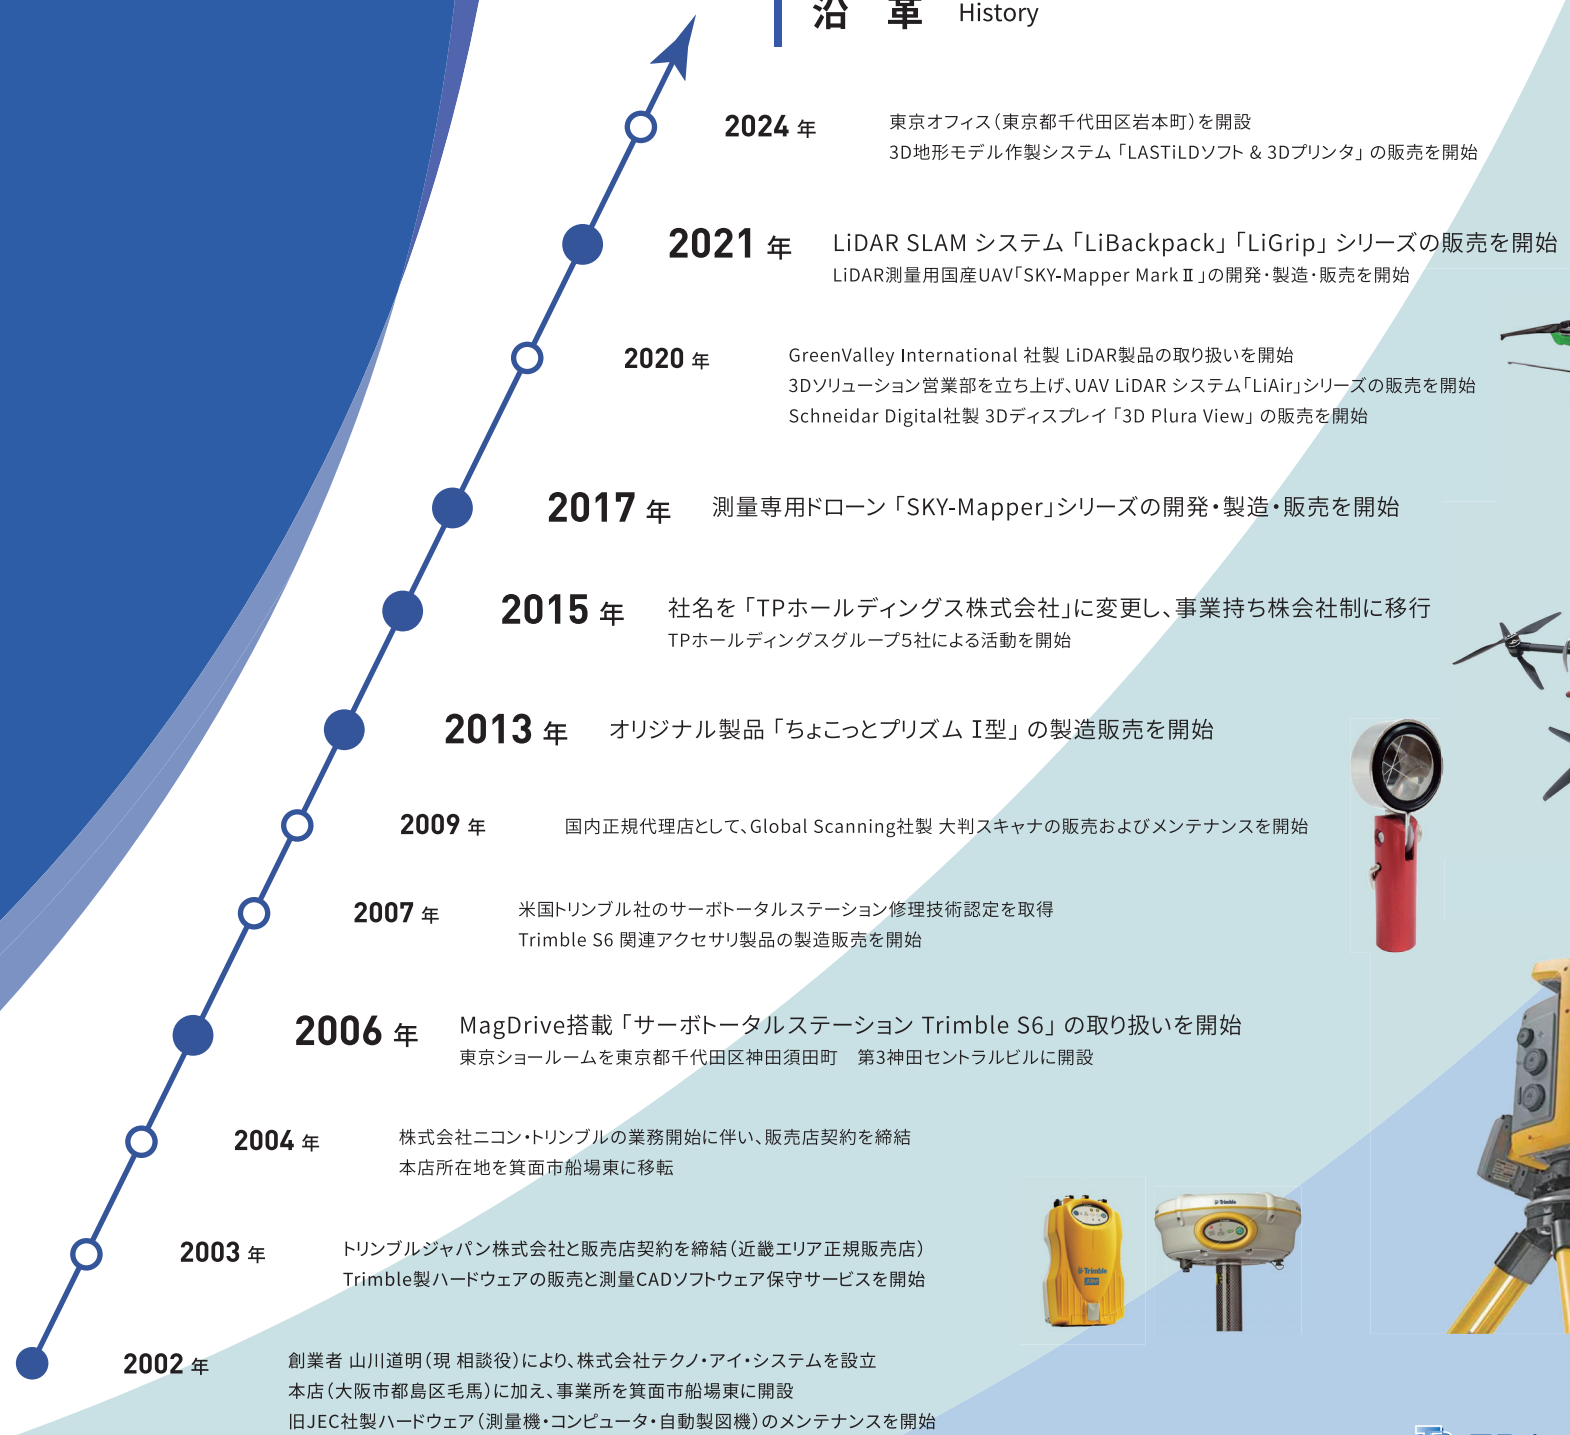 沿 革 History
2024 年 東京オフィス(東京都千代田区岩本町)を開設
3D地形モデル作製システム「LASTiLDソフト & 3Dプリンタ」の販売を開始
2021 年 LiDAR SLAM システム「LiBackpack」「LiGrip」シリーズの販売を開始
LiDAR測量用国産UAV「SKY-Mapper Mark Ⅱ」の開発・製造・販売を開始
2020 年 GreenValley International 社製 LiDAR製品の取り扱いを開始
3Dソリューション営業部を立ち上げ、UAV LiDAR システム「LiAir」シリーズの販売を開始
Schneidar Digital社製 3Dディスプレイ「3D Plura View」の販売を開始
2017 年 測量専用ドローン「SKY-Mapper」シリーズの開発・製造・販売を開始
2015 年 社名を「TPホールディングス株式会社」に変更し、事業持ち株会社制に移行
TPホールディングスグループ5社による活動を開始
2013 年 オリジナル製品「ちょこっとプリズム Ⅰ型」の製造販売を開始
2009 年 国内正規代理店として、Global Scanning社製 大判スキャナの販売およびメンテナンスを開始
2007 年 米国トリンブル社のサーボトータルステーション修理技術認定を取得
Trimble S6 関連アクセサリ製品の製造販売を開始
2006 年 MagDrive搭載「サーボトータルステーション Trimble S6」の取り扱いを開始
東京ショールームを東京都千代田区神田須田町 第3神田セントラルビルに開設
2004 年 株式会社ニコン・トリンブルの業務開始に伴い、販売店契約を締結
本店所在地を箕面市船場東に移転
Trimble
Trimble
2003 年 トリンブルジャパン株式会社と販売店契約を締結(近畿エリア正規販売店)
Trimble製ハードウェアの販売と測量CADソフトウェア保守サービスを開始
2002 年 創業者 山川道明(現 相談役)により、株式会社テクノ・アイ・システムを設立
本店(大阪市都島区毛馬)に加え、事業所を箕面市船場東に開設
旧JEC社製ハードウェア(測量機・コンピュータ・自動製図機)のメンテナンスを開始